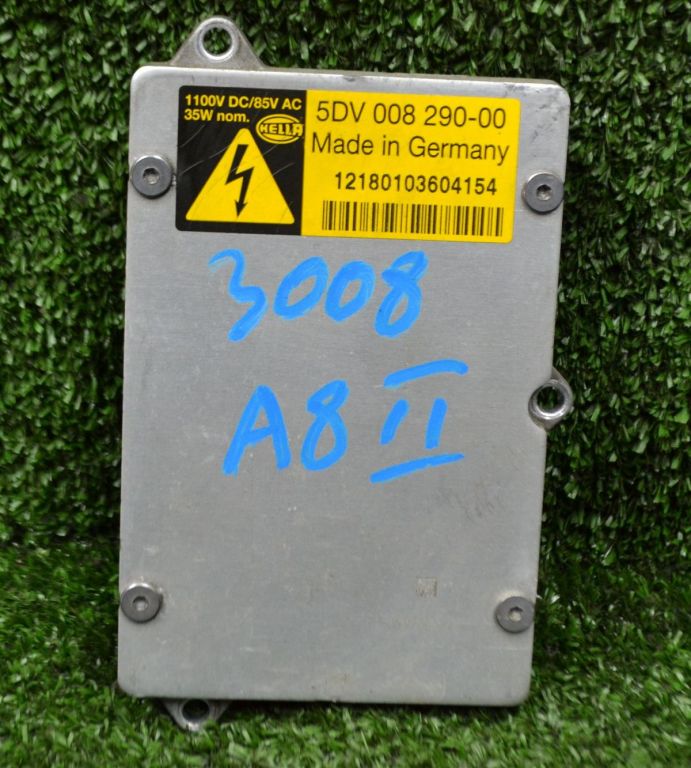 1100V DC/85V AC
35W nom.
HELLA
5DV 008 290-00
Made in Germany
12180103604154
3008
A8 II